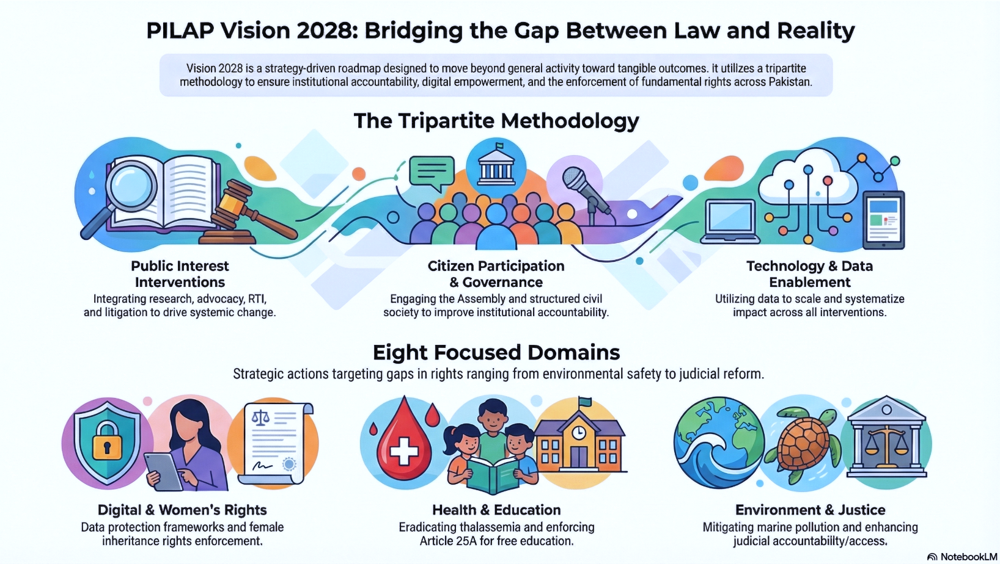 PILAP Vision 2028: Bridging the Gap Between Law and Reality
Vision 2028 is a strategy-driven roadmap designed to move beyond general activity toward tangible outcomes. It utilizes a tripartite
methodology to ensure institutional accountability, digital empowerment, and the enforcement of fundamental rights across Pakistan.
The Tripartite Methodology
Public Interest
Interventions
Integrating research, advocacy, RTI,
and litigation to drive systemic change.
Citizen Participation
& Governance
Engaging the Assembly and structured civil
society to improve institutional accountability.
Technology & Data
Enablement
Utilizing data to scale and systematize
impact across all interventions.
Eight Focused Domains
Strategic actions targeting gaps in rights ranging from environmental safety to judicial reform.
Digital & Women's Rights
Data protection frameworks and female
inheritance rights enforcement.
Health & Education
Eradicating thalassemia and enforcing
Article 25A for free education.
Environment & Justice
Mitigating marine pollution and enhancing
judicial accountability/access.
NotebookLM